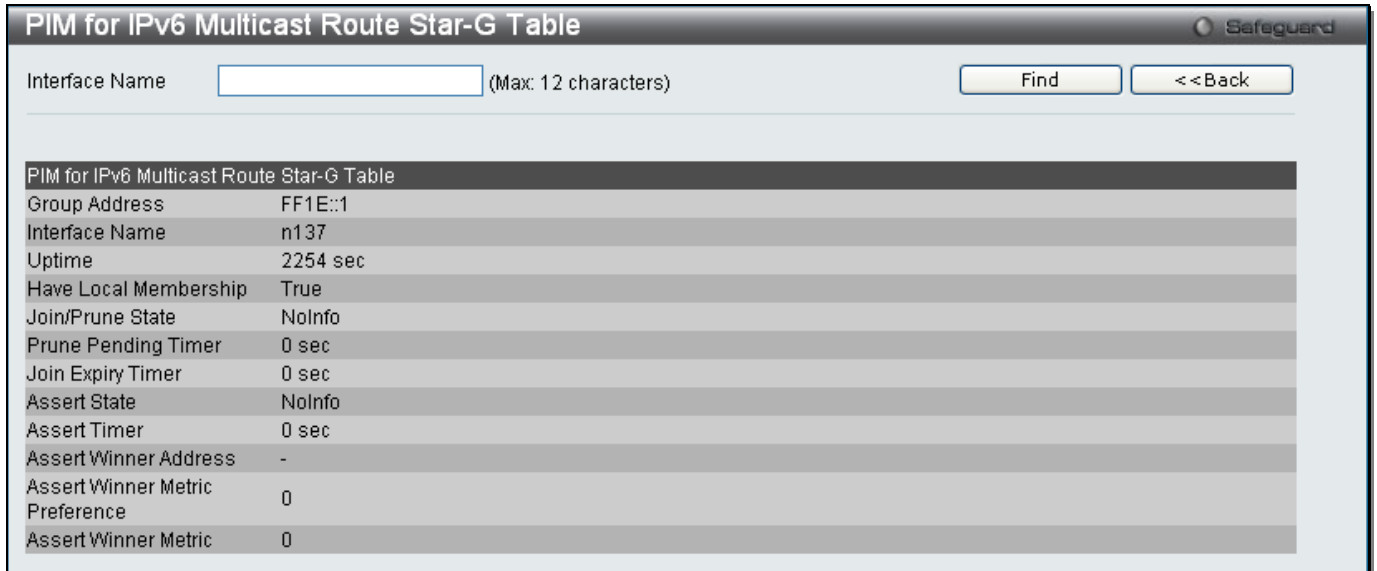 PIM for IPv6 Multicast Route Star-G Table
Safeguard
Interface Name (Max: 12 characters) Find <<Back
PIM for IPv6 Multicast Route Star-G Table
Group Address FF1E::1
Interface Name n137
Uptime 2254 sec
Have Local Membership True
Join/Prune State NoInfo
Prune Pending Timer 0 sec
Join Expiry Timer 0 sec
Assert State NoInfo
Assert Timer 0 sec
Assert Winner Address -
Assert Winner Metric
Preference 0
Assert Winner Metric 0